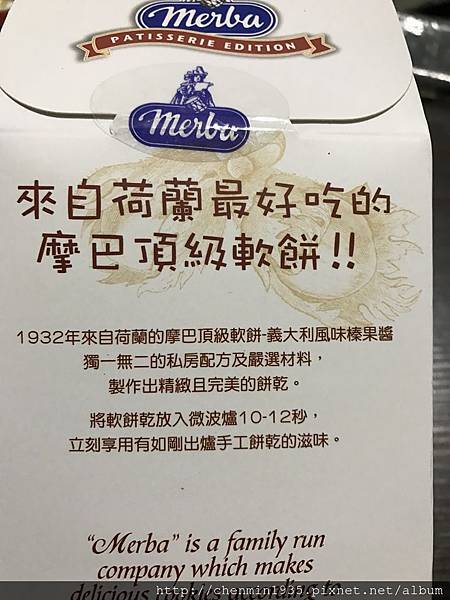 Merba
PATISSERIE EDITION
Merba
來自荷蘭最好吃的
摩巴頂級軟餅!!
1932年來自荷蘭的摩巴頂級軟餅-義大利風味榛果醬
獨一無二的私房配方及嚴選材料，
製作出精緻且完美的餅乾。
將軟餅乾放入微波爐10-12秒，
立刻享用有如剛出爐手工餅乾的滋味。
“Merba” is a family run
company which makes
delicious cookies according to
http://chenmin1935.pixnet.net/album